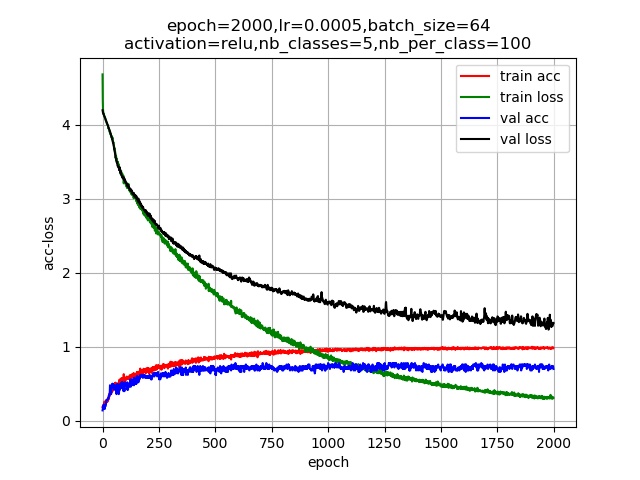 epoch=2000,lr=0.0005,batch_size=64
activation=relu,nb_classes=5,nb_per_class=100
train acc
train loss
val acc
val loss
acc-loss
4
3
2
1
0
0
250
500
750
1000
1250
1500
1750
2000
epoch